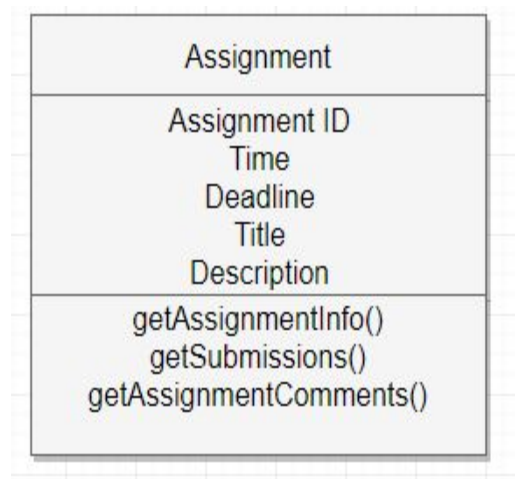 Assignment
Assignment ID
Time
Deadline
Title
Description
getAssignmentInfo()
getSubmissions()
getAssignmentComments()